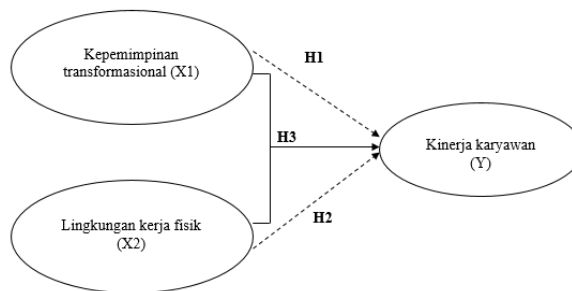 Kepemimpinan
transformasional (X1)
H1
H3
Kinerja karyawan
(Y)
Lingkungan kerja fisik
(X2)
H2